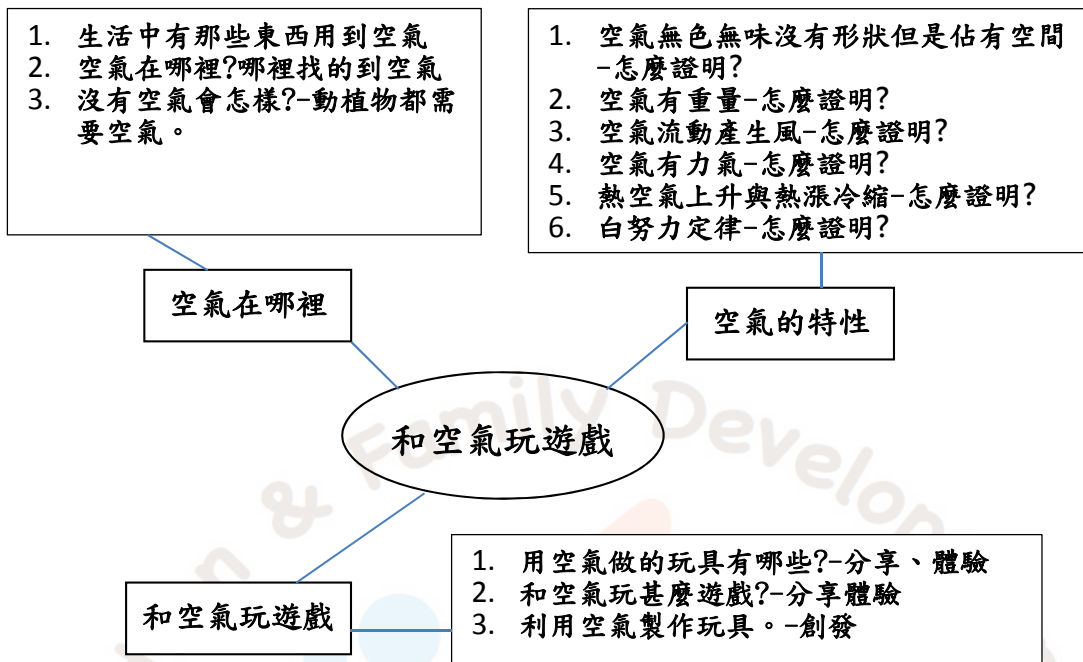 1. 生活中有那些東西用到空氣
2. 空氣在哪裡?哪裡找的到空氣
3. 沒有空氣會怎樣?-動植物都需
要空氣。
1. 空氣無色無味沒有形狀但是佔有空間
-怎麼證明?
2. 空氣有重量-怎麼證明?
3. 空氣流動產生風-怎麼證明?
4. 空氣有力氣-怎麼證明?
5. 熱空氣上升與熱漲冷縮-怎麼證明?
6. 白努力定律-怎麼證明?
空氣在哪裡
空氣的特性
和空氣玩遊戲
和空氣玩遊戲
1. 用空氣做的玩具有哪些?-分享、體驗
2. 和空氣玩甚麼遊戲?-分享體驗
3. 利用空氣製作玩具。-創發
n & Family Develop